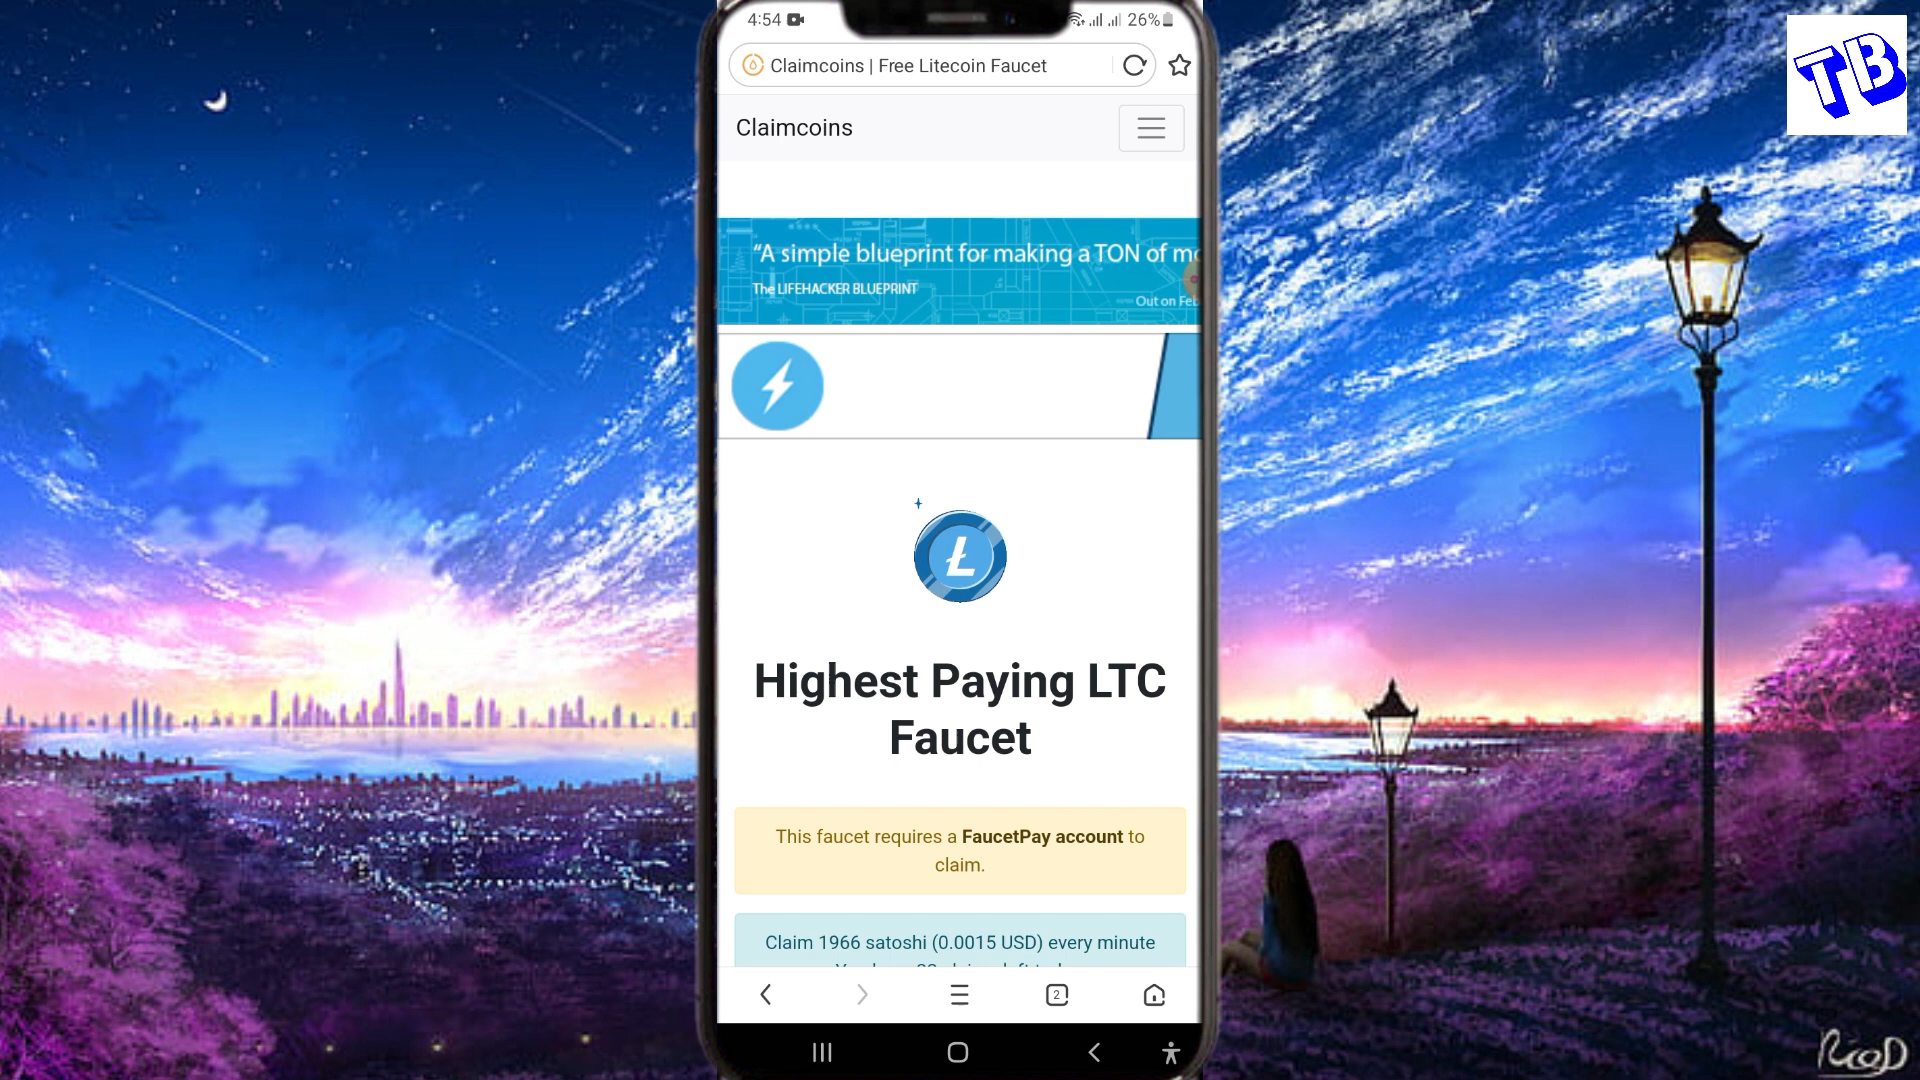 4:54
26%
TB
Claimcoins | Free Litecoin Faucet
Claimcoins
“A simple blueprint for making a TON of
The LIFEHACKER BLUEPRINT
Out on Feb
Ł
Highest Paying LTC
Faucet
This faucet requires a FaucetPay account to
claim.
Claim 1966 satoshi (0.0015 USD) every minute
2